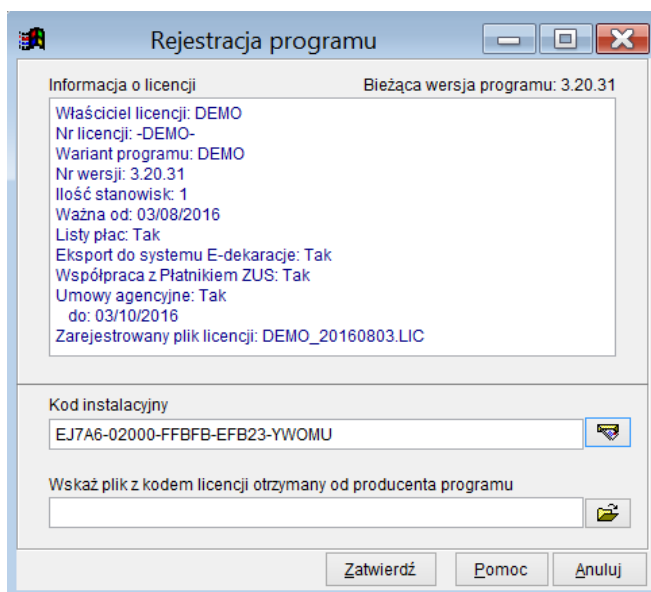 Rejestracja programu
Informacja o licencji
Bieżąca wersja programu: 3.20.31
Właściciel licencji: DEMO
Nr licencji: -DEMO-
Wariant programu: DEMO
Nr wersji: 3.20.31
Ilość stanowisk: 1
Ważna od: 03/08/2016
Listy płac: Tak
Eksport do systemu E-dekaracje: Tak
Współpraca z Płatnikiem ZUS: Tak
Umowy agencyjne: Tak
do: 03/10/2016
Zarejestrowany plik licencji: DEMO_20160803.LIC
Kod instalacyjny
EJ7A6-02000-FFBFB-EFB23-YWOMU
Wskaż plik z kodem licencji otrzymany od producenta programu
Zatwierdź
Pomoc
Anuluj